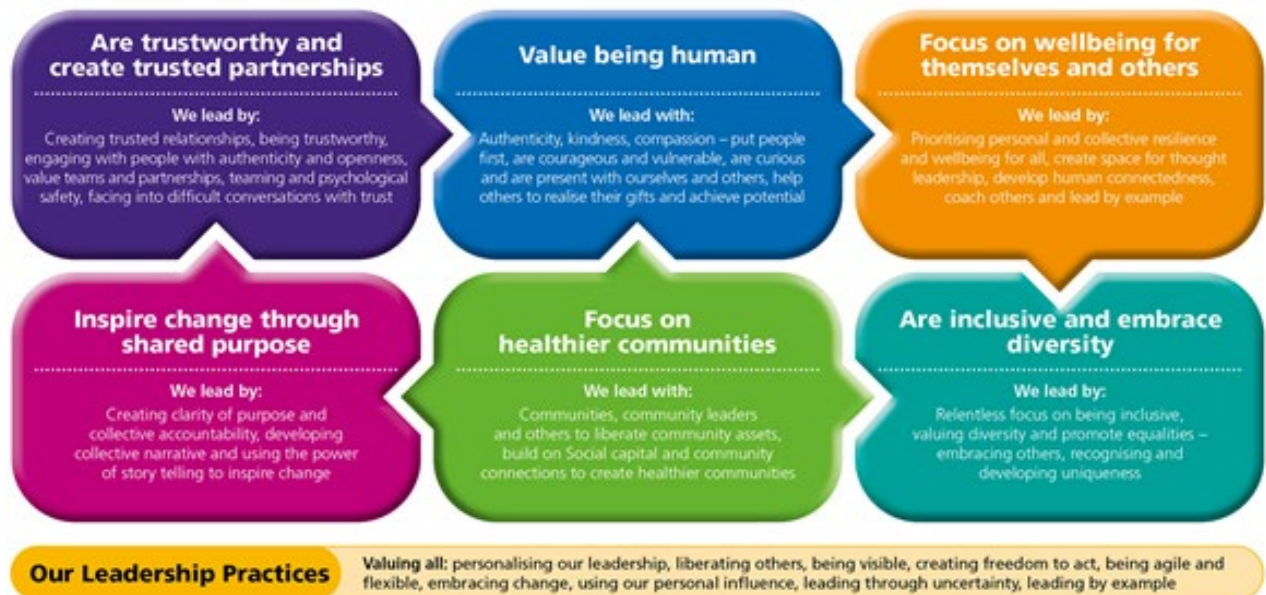 Are trustworthy and
create trusted partnerships
We lead by:
Creating trusted relationships, being trustworthy,
engaging with people with authenticity and openness,
value teams and partnerships, teaming and psychological
safety, facing into difficult conversations with trust
Value being human
We lead with:
Authenticity, kindness, compassion – put people
first, are courageous and vulnerable, are curious
and are present with ourselves and others, help
others to realise their gifts and achieve potential
Focus on wellbeing for
themselves and others
We lead by:
Prioritising personal and collective resilience
and wellbeing for all, create space for thought
leadership, develop human connectedness,
coach others and lead by example
Inspire change through
shared purpose
We lead by:
Creating clarity of purpose and
collective accountability, developing
collective narrative and using the power
of story telling to inspire change
Focus on
healthier communities
We lead with:
Communities, community leaders
and others to liberate community assets,
build on Social capital and community
connections to create healthier communities
Are inclusive and embrace
diversity
We lead by:
Relentless focus on being inclusive,
valuing diversity and promote equalities –
embracing others, recognising and
developing uniqueness
Our Leadership Practices
Valuing all: personalising our leadership, liberating others, being visible, creating freedom to act, being agile and
flexible, embracing change, using our personal influence, leading through uncertainty, leading by example